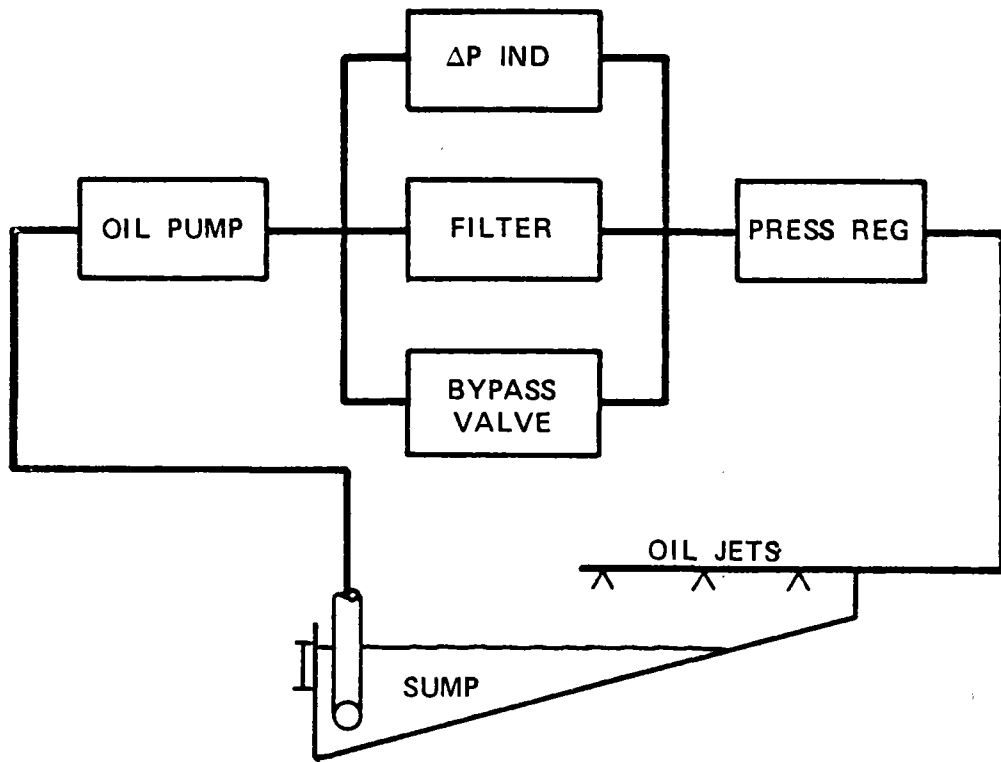 ΔP IND
OIL PUMP
FILTER
PRESS REG
BYPASS
VALVE
OIL JETS
SUMP